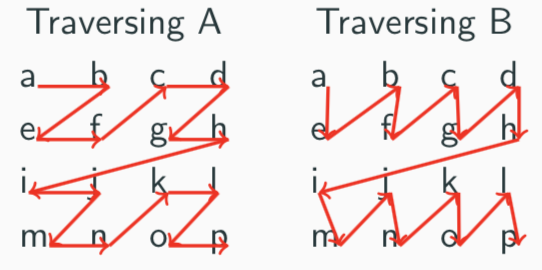 Traversing A Traversing B
a b c d a b c d
e f g h e f g h
i j k l i j k l
m n o p m n o p